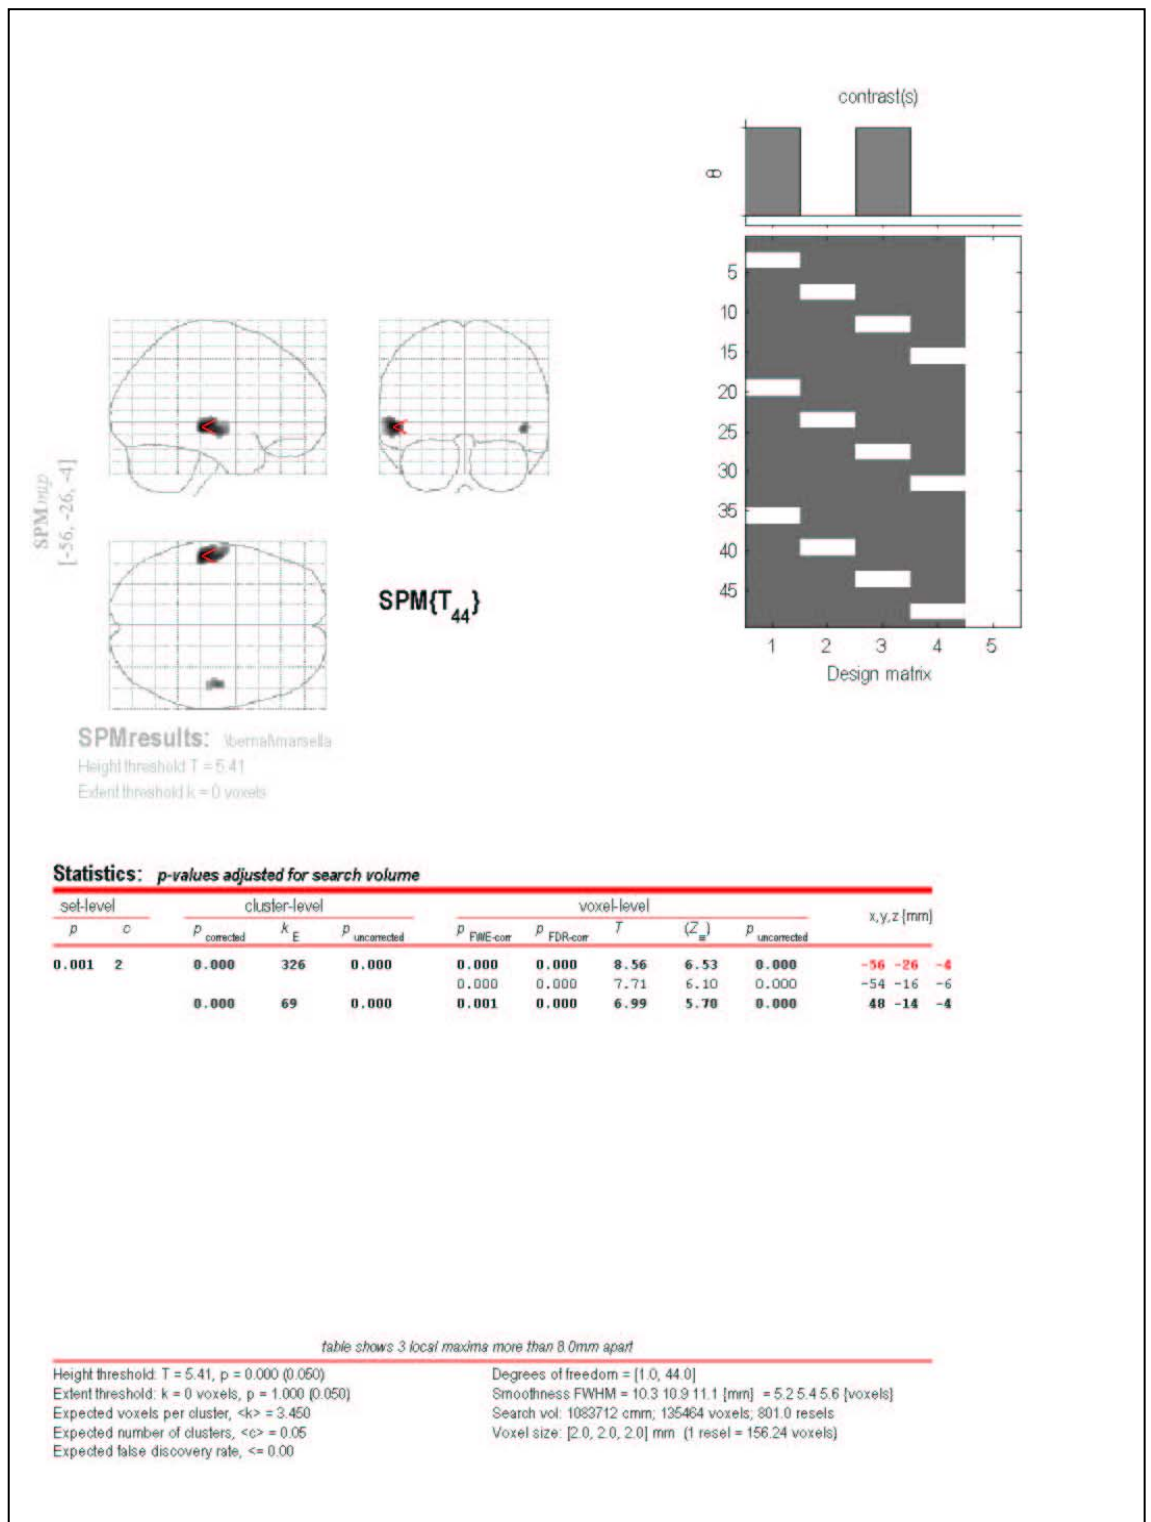 contrast(s)
5
10
15
20
25
30
35
40
45
1 2 3 4 5
1 2 3 4 5
Design matrix
SPMmip
[-56, -26, -4]
SPM{T44}
SPMresults: \bernal\marsella
Height threshold T = 5.41
Extent threshold k = 0 voxels
Statistics: p-values adjusted for search volume
set-level cluster-level voxel-level x,y,z {mm}
p c p corrected k E p uncorrected p FWE-corr p FDR-corr T (Z≡) p uncorrected
0.001 2 0.000 326 0.000 0.000 0.000 8.56 6.53 0.000 -56 -26 -4
0.000 0.000 7.71 6.10 0.000 -54 -16 -6
0.000 69 0.000 0.001 0.000 6.99 5.70 0.000 48 -14 -4
table shows 3 local maxima more than 8.0mm apart
Height threshold: T = 5.41, p = 0.000 (0.050)
Extent threshold: k = 0 voxels, p = 1.000 (0.050)
Expected voxels per cluster, <k> = 3.450
Expected number of clusters, <c> = 0.05
Expected false discovery rate, <= 0.00
Degrees of freedom = [1.0, 44.0]
Smoothness FWHM = 10.3 10.9 11.1 {mm} = 5.2 5.4 5.6 {voxels}
Search vol: 1083712 cmm; 135464 voxels; 801.0 resels
Voxel size: [2.0, 2.0, 2.0] mm (1 resel = 156.24 voxels)